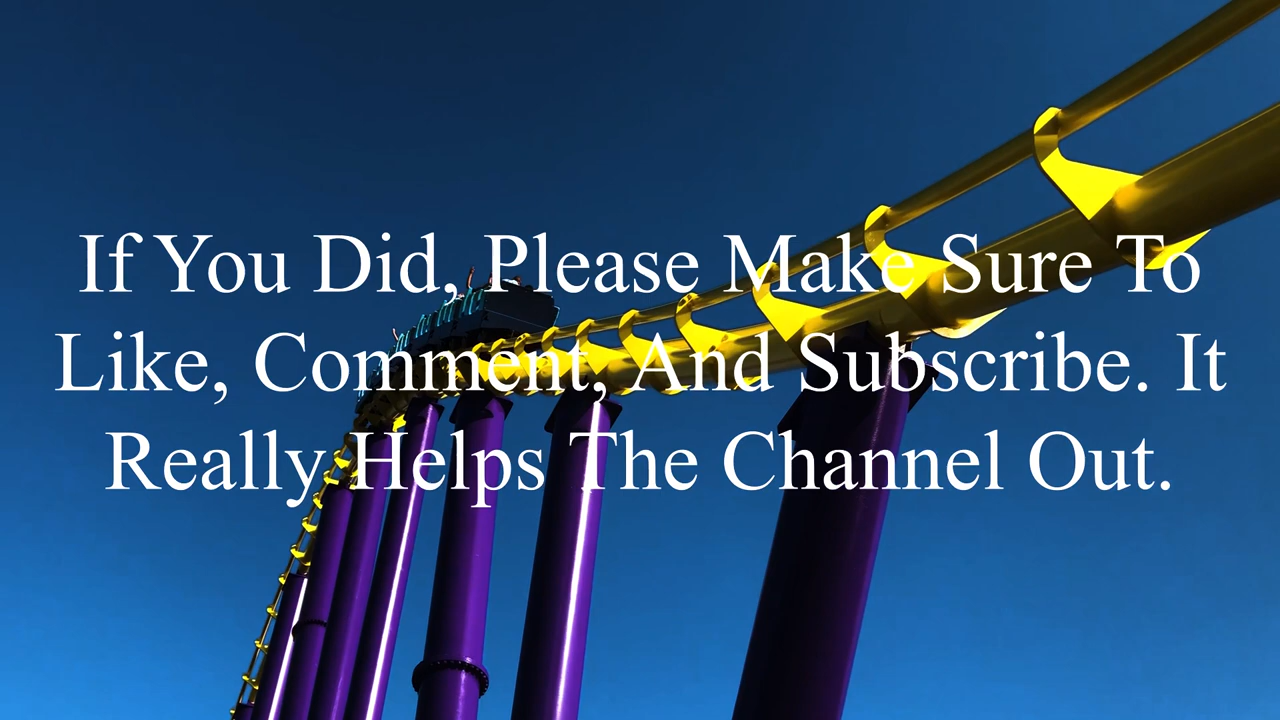 If You Did, Please Make Sure To
Like, Comment, And Subscribe. It
Really Helps The Channel Out.